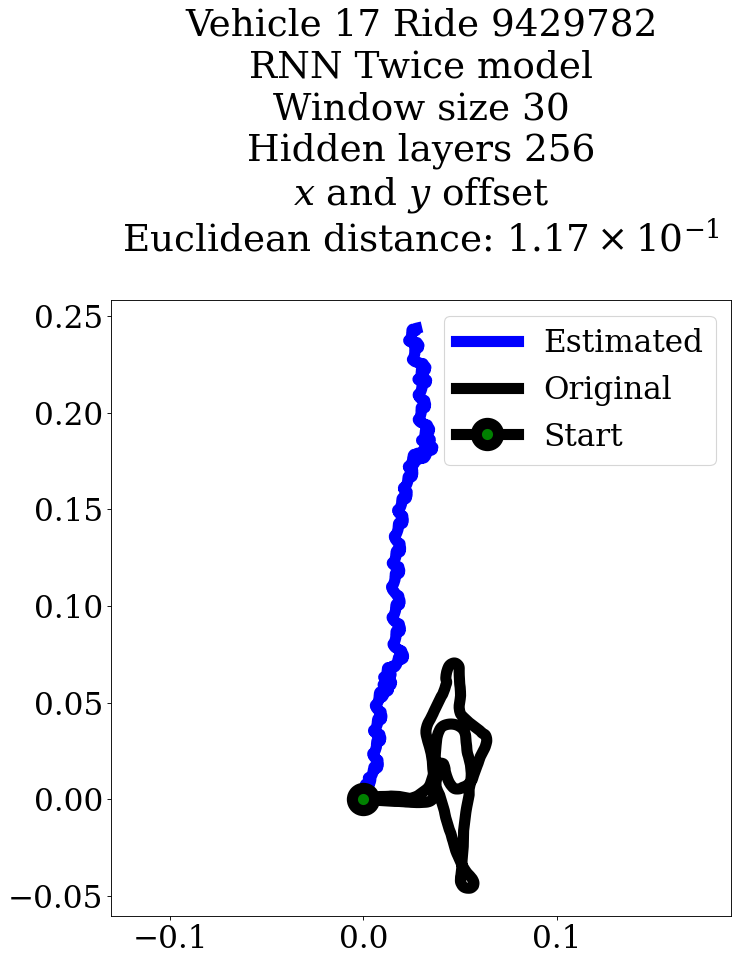 Vehicle 17 Ride 9429782
RNN Twice model
Window size 30
Hidden layers 256
x and y offset
Euclidean distance: 1.17 × 10⁻¹
Estimated
Original
Start
0.25
0.20
0.15
0.10
0.05
0.00
−0.05
−0.1
0.0
0.1